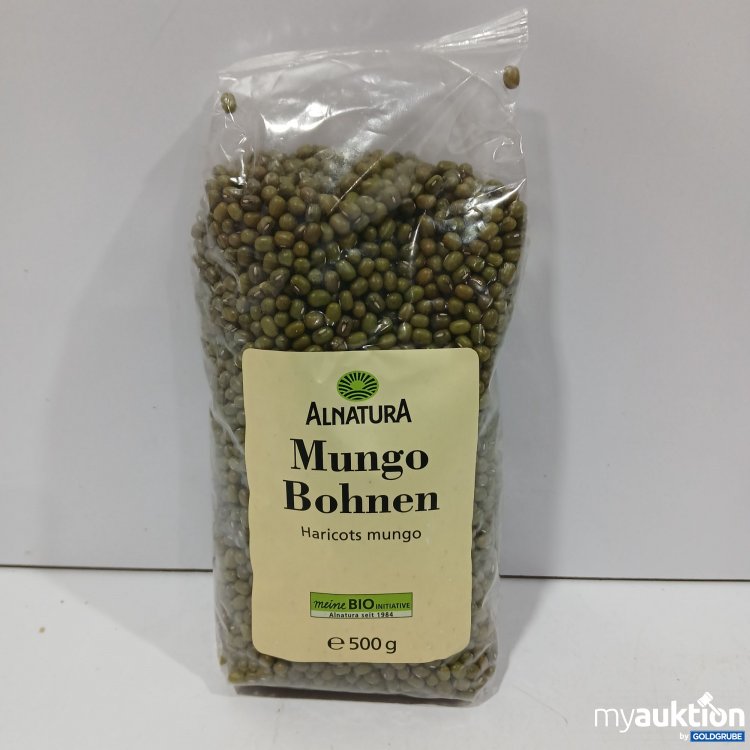 ALNATURA
Mungo
Bohnen
Haricots mungo
meine BIO INITIATIVE
Alnatura seit 1984
℮ 500 g
myauktion
by GOLDGRUBE